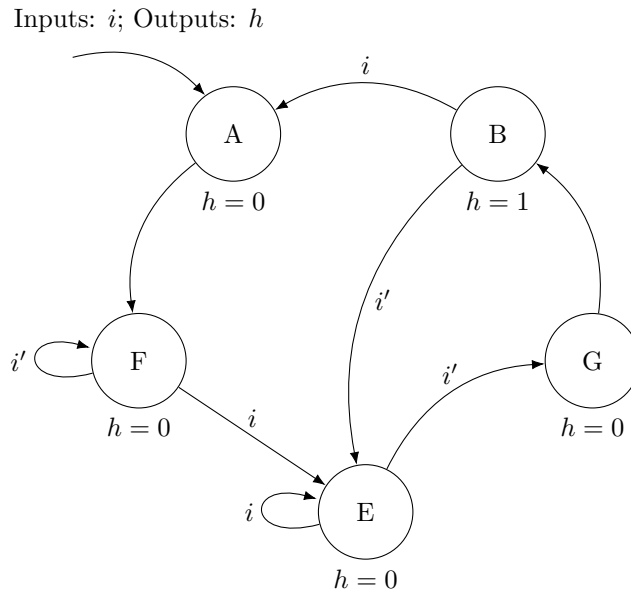 Inputs: i; Outputs: h
i
A
B
h = 0
h = 1
i'
i'
F
i'
G
h = 0
i
h = 0
i
E
h = 0